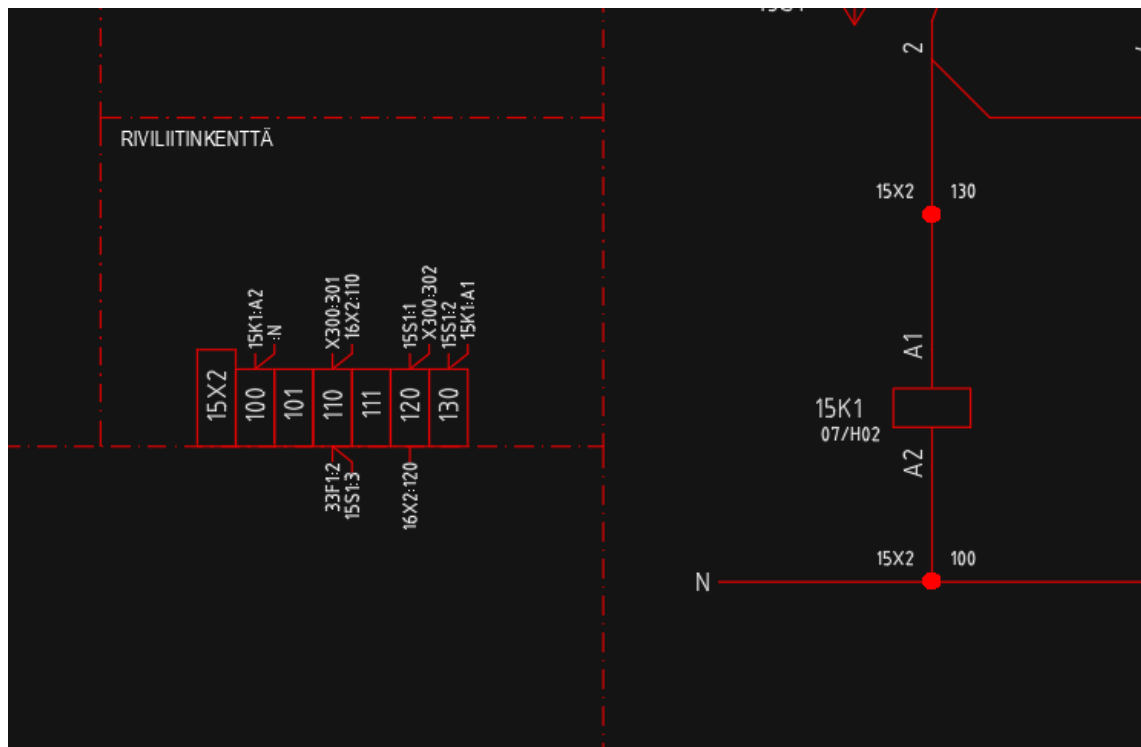 2
RIVILIITINKENTTÄ
15X2 130
15K1:A2
:N
X300:301
16X2:110
15S1:1
X300:302
15S1:2
15K1:A1
15X2
100
101
110
111
120
130
33F1:2
15S1:3
16X2:120
A1
15K1
07/H02
A2
15X2 100
N